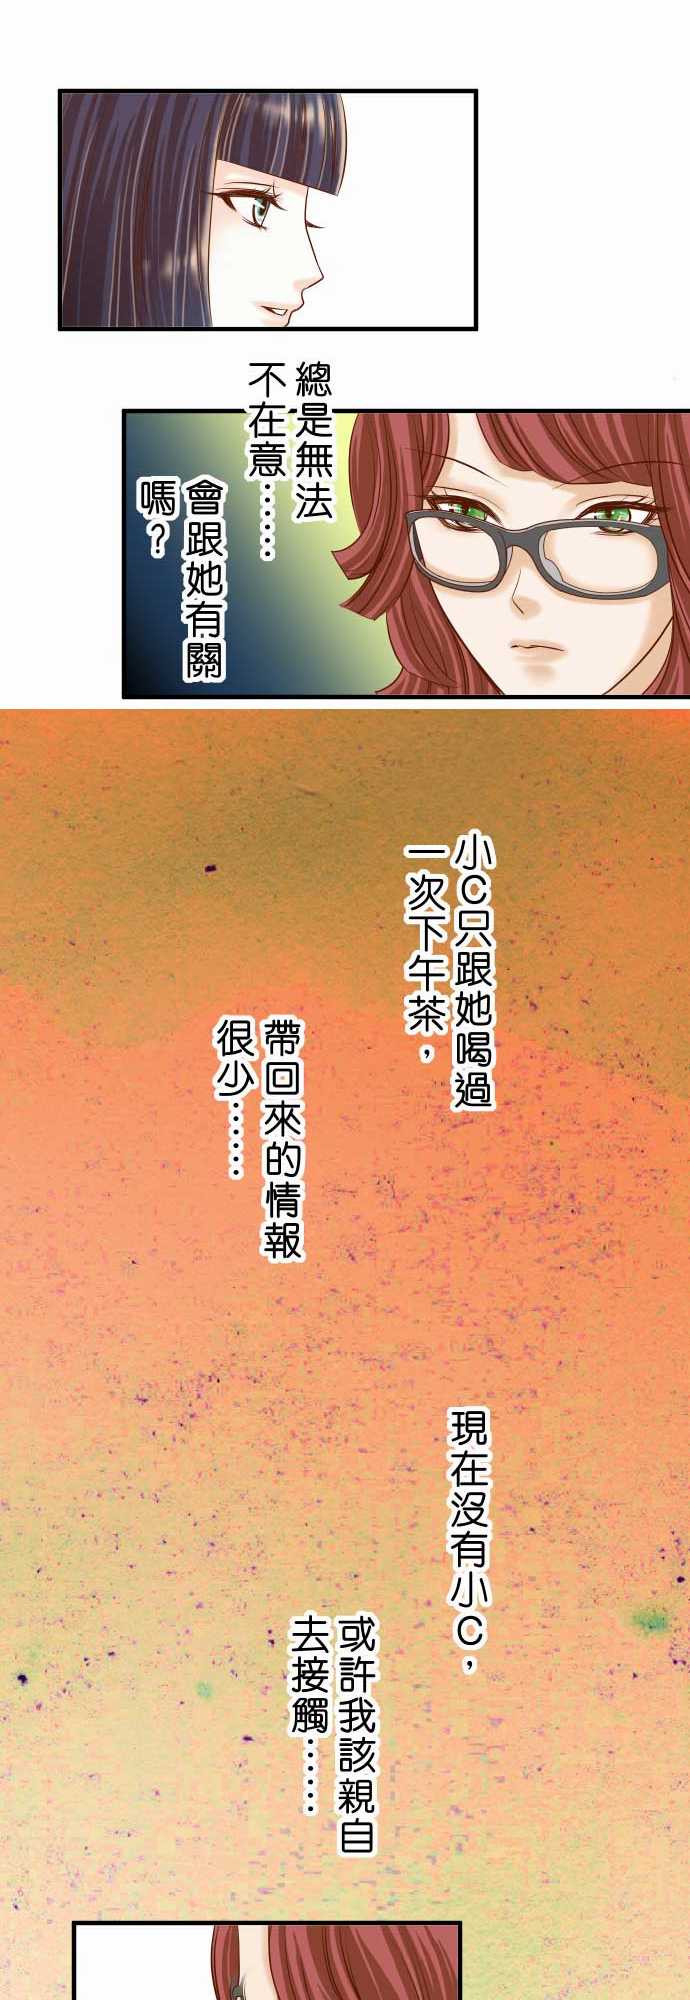 總是無法
不在意⋯⋯
會跟她有關
嗎？
小C只跟她喝過
一次下午茶，
帶回來的情報
很少⋯⋯
現在沒有小C，
或許我該親自
去接觸⋯⋯